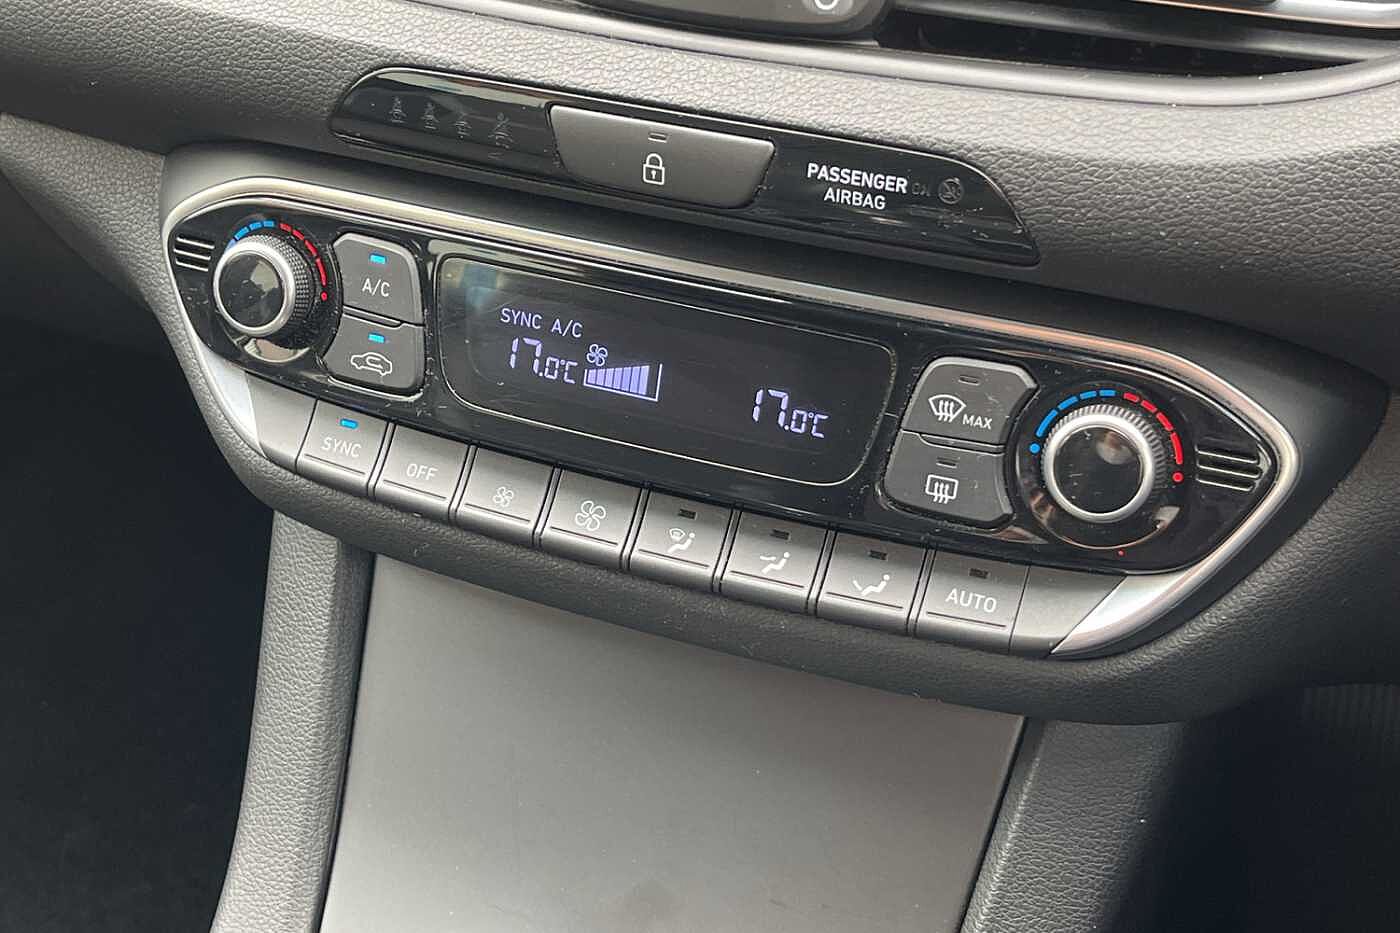 PASSENGER ON
AIRBAG
A/C
SYNC A/C
17.0°C
17.0°C
MAX
SYNC
OFF
AUTO